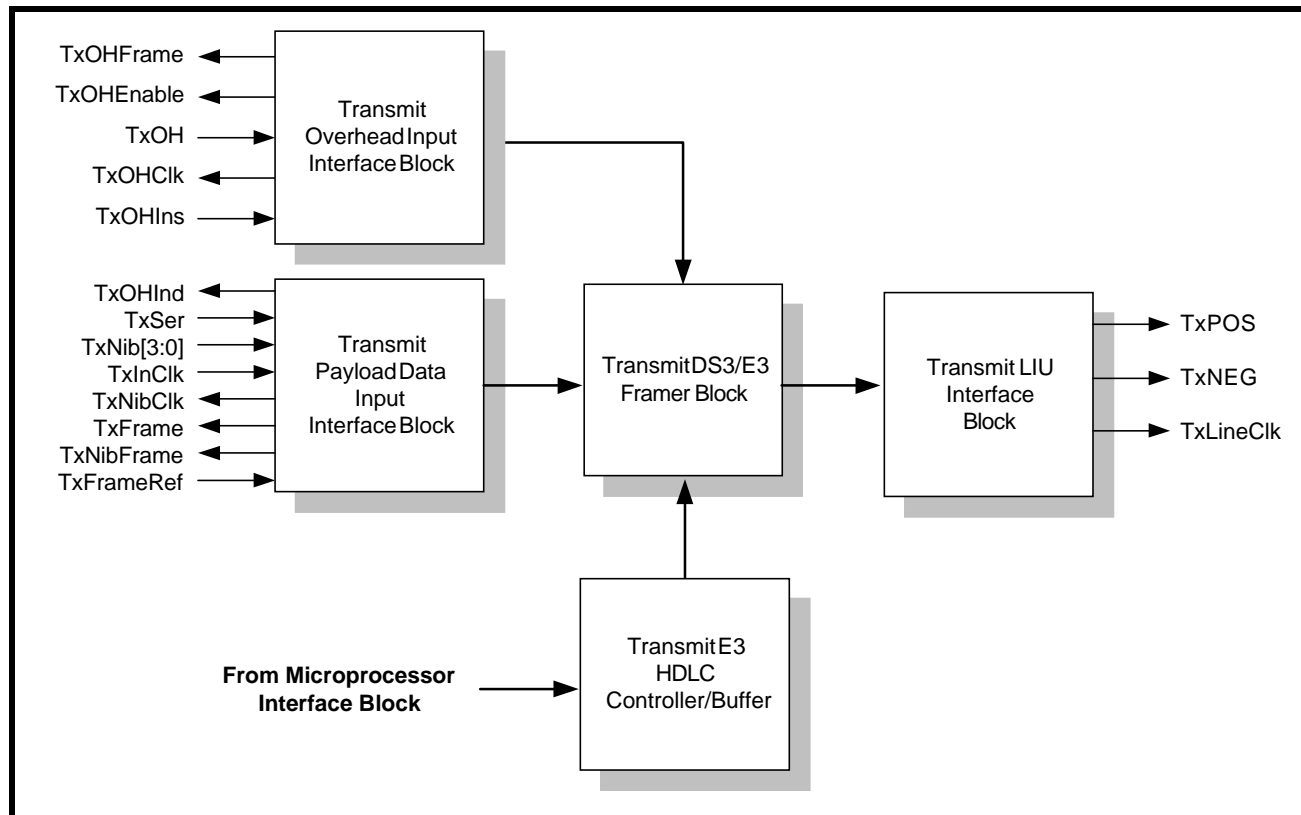 TxOHFrame
TxOHEnable
TxOH
TxOHClk
TxOHIns
Transmit
Overhead Input
Interface Block
TxOHInd
TxSer
TxNib[3:0]
TxInClk
TxNibClk
TxFrame
TxNibFrame
TxFrameRef
Transmit
Payload Data
Input
Interface Block
Transmit DS3/E3
Framer Block
Transmit LIU
Interface
Block
TxPOS
TxNEG
TxLineClk
From Microprocessor
Interface Block
Transmit E3
HDLC
Controller/Buffer